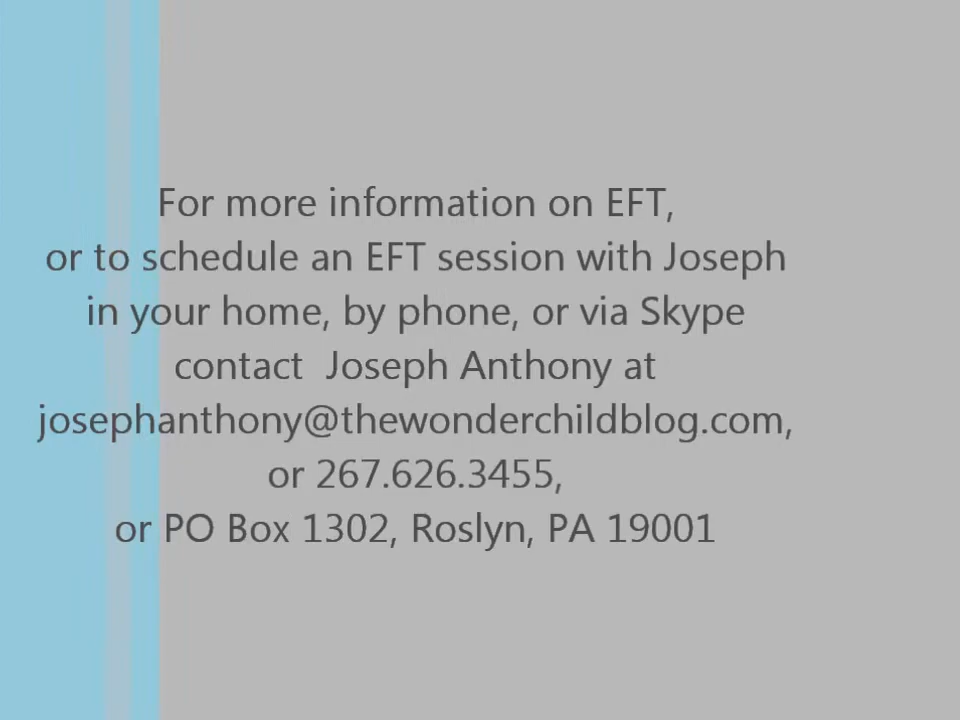 For more information on EFT,
or to schedule an EFT session with Joseph
in your home, by phone, or via Skype
contact  Joseph Anthony at
josephanthony@thewonderchildblog.com,
or 267.626.3455,
or PO Box 1302, Roslyn, PA 19001